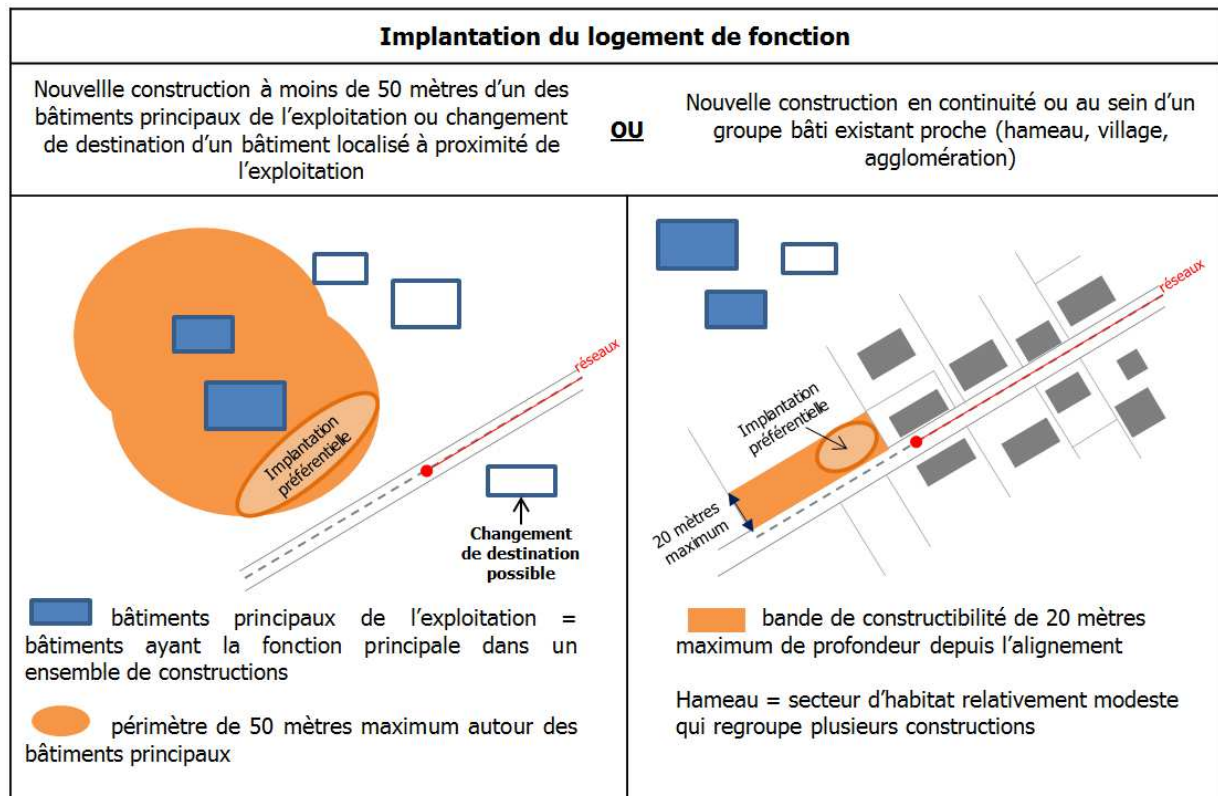 Implantation du logement de fonction
Nouvellle construction à moins de 50 mètres d'un des
bâtiments principaux de l'exploitation ou changement
de destination d'un bâtiment localisé à proximité de
l'exploitation
OU
Nouvelle construction en continuité ou au sein d'un
groupe bâti existant proche (hameau, village,
agglomération)
réseaux
Implantation
préférentielle
Changement
de destination
possible
bâtiments principaux de l'exploitation =
bâtiments ayant la fonction principale dans un
ensemble de constructions
périmètre de 50 mètres maximum autour des
bâtiments principaux
réseaux
Implantation
préférentielle
20 mètres
maximum
bande de constructibilité de 20 mètres
maximum de profondeur depuis l'alignement
Hameau = secteur d'habitat relativement modeste
qui regroupe plusieurs constructions